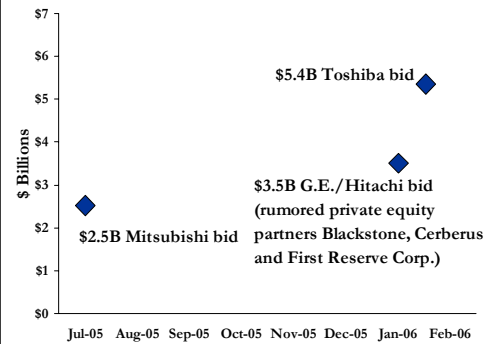 $7
$6
$5
$4
$3
$2
$1
$0
$ Billions
$5.4B Toshiba bid
$3.5B G.E./Hitachi bid
(rumored private equity
partners Blackstone, Cerberus
and First Reserve Corp.)
$2.5B Mitsubishi bid
Jul-05 Aug-05 Sep-05 Oct-05 Nov-05 Dec-05 Jan-06 Feb-06